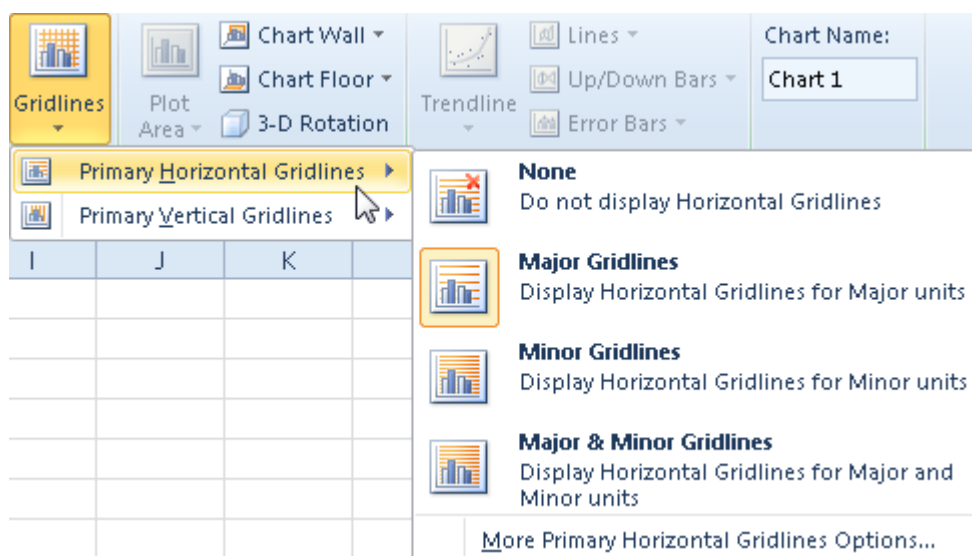 Gridlines
Plot
Area
Chart Wall
Chart Floor
3-D Rotation
Trendline
Lines
Up/Down Bars
Error Bars
Chart Name:
Chart 1
Primary Horizontal Gridlines
Primary Vertical Gridlines
I J K
None
Do not display Horizontal Gridlines
Major Gridlines
Display Horizontal Gridlines for Major units
Minor Gridlines
Display Horizontal Gridlines for Minor units
Major & Minor Gridlines
Display Horizontal Gridlines for Major and
Minor units
More Primary Horizontal Gridlines Options...